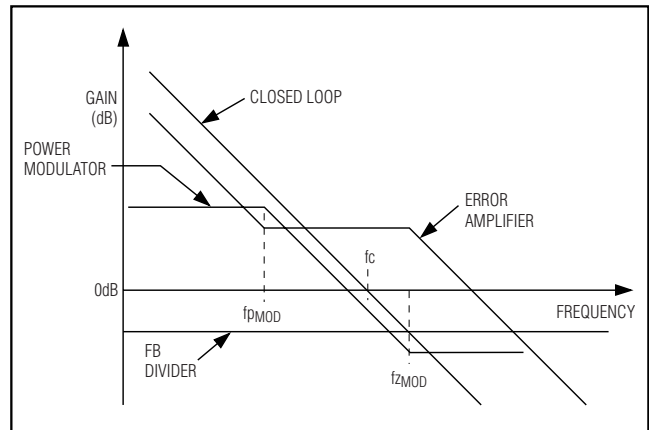 GAIN
(dB)
CLOSED LOOP
POWER
MODULATOR
ERROR
AMPLIFIER
fc
0dB
FREQUENCY
fpMOD
FB
DIVIDER
fzMOD